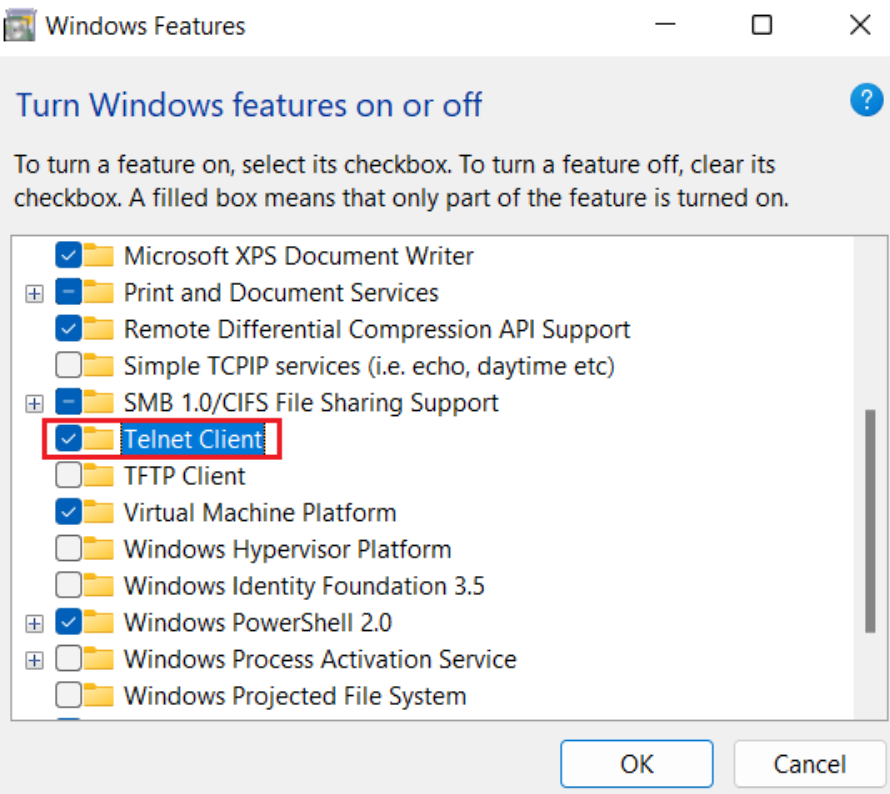 Windows Features
Turn Windows features on or off
?
To turn a feature on, select its checkbox. To turn a feature off, clear its
checkbox. A filled box means that only part of the feature is turned on.
Microsoft XPS Document Writer
Print and Document Services
Remote Differential Compression API Support
Simple TCPIP services (i.e. echo, daytime etc)
SMB 1.0/CIFS File Sharing Support
Telnet Client
TFTP Client
Virtual Machine Platform
Windows Hypervisor Platform
Windows Identity Foundation 3.5
Windows PowerShell 2.0
Windows Process Activation Service
Windows Projected File System
OK Cancel